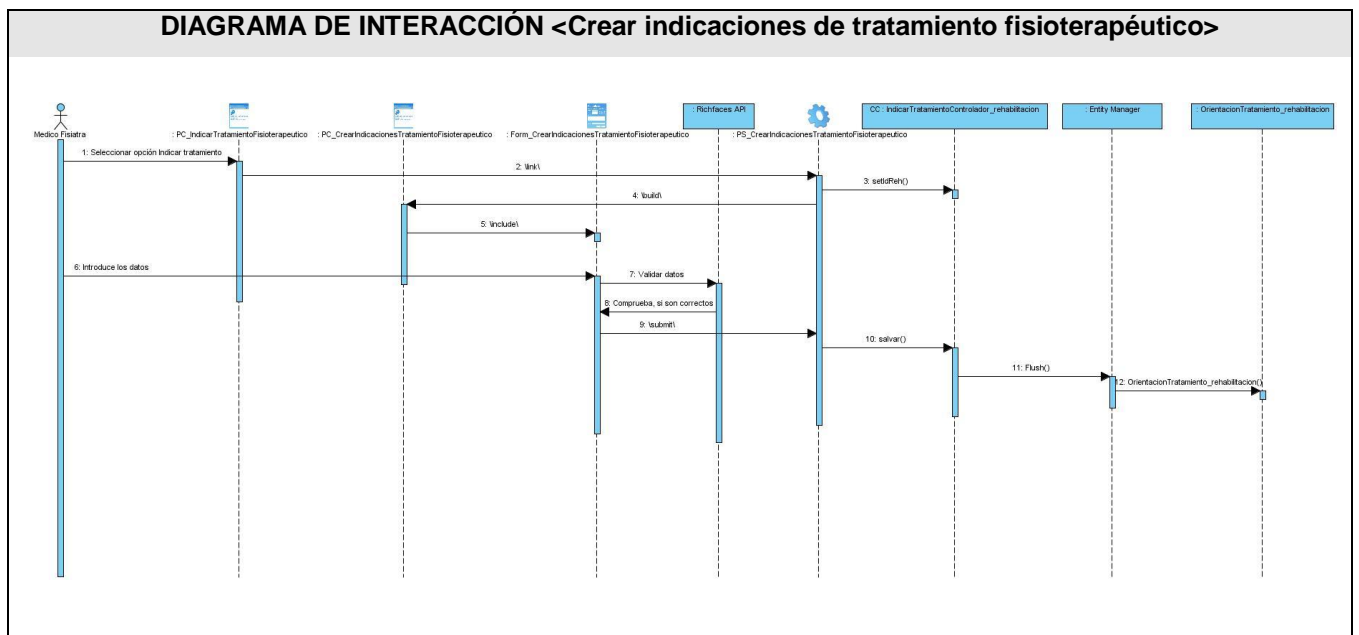 DIAGRAMA DE INTERACCIÓN <Crear indicaciones de tratamiento fisioterapéutico>
Medico Fisiatra
: PC_IndicarTratamientoFisioterapeutico
: PC_CrearIndicacionesTratamientoFisioterapeutico
: Form_CrearIndicacionesTratamientoFisioterapeutico
: Richfaces API
: PS_CrearIndicacionesTratamientoFisioterapeutico
CC : IndicarTratamientoControlador_rehabilitacion
: Entity Manager
: OrientacionTratamiento_rehabilitacion
1: Seleccionar opción Indicar tratamiento
2: \link\
3: setIdReh()
4: \build\
5: \include\
6: Introduce los datos
7: Validar datos
8: Comprueba, si son correctos
9: \submit\
10: salvar()
11: Flush()
12: OrientacionTratamiento_rehabilitacion()